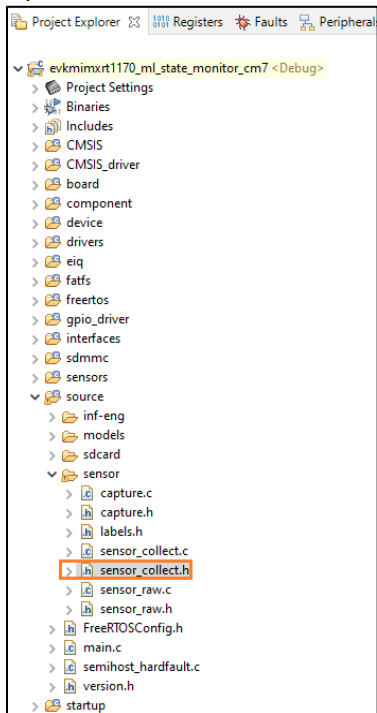 Project Explorer Registers Faults Peripherals
evkmimxrt1170_ml_state_monitor_cm7 <Debug>
Project Settings
Binaries
Includes
CMSIS
CMSIS_driver
board
component
device
drivers
eiq
fatfs
freertos
gpio_driver
interfaces
sdmmc
sensors
source
inf-eng
models
sdcard
sensor
capture.c
capture.h
labels.h
sensor_collect.c
sensor_collect.h
sensor_raw.c
sensor_raw.h
FreeRTOSConfig.h
main.c
semihost_hardfault.c
version.h
startup